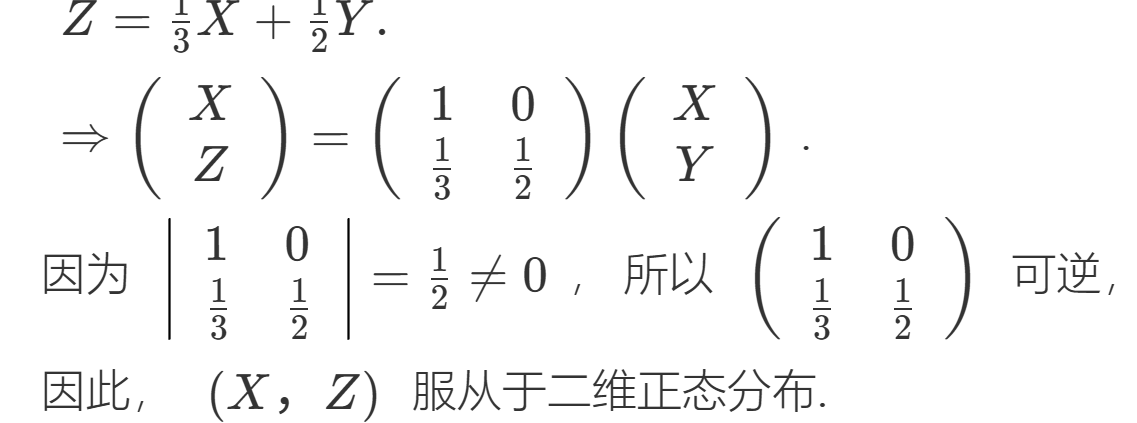 Z = 1/3 X + 1/2 Y.
⇒ ( X Z ) = ( 1 0 1/3 1/2 ) ( X Y ) .
因为 | 1 0 1/3 1/2 | = 1/2 ≠ 0 ， 所以 ( 1 0 1/3 1/2 ) 可逆，
因此， (X，Z) 服从于二维正态分布.